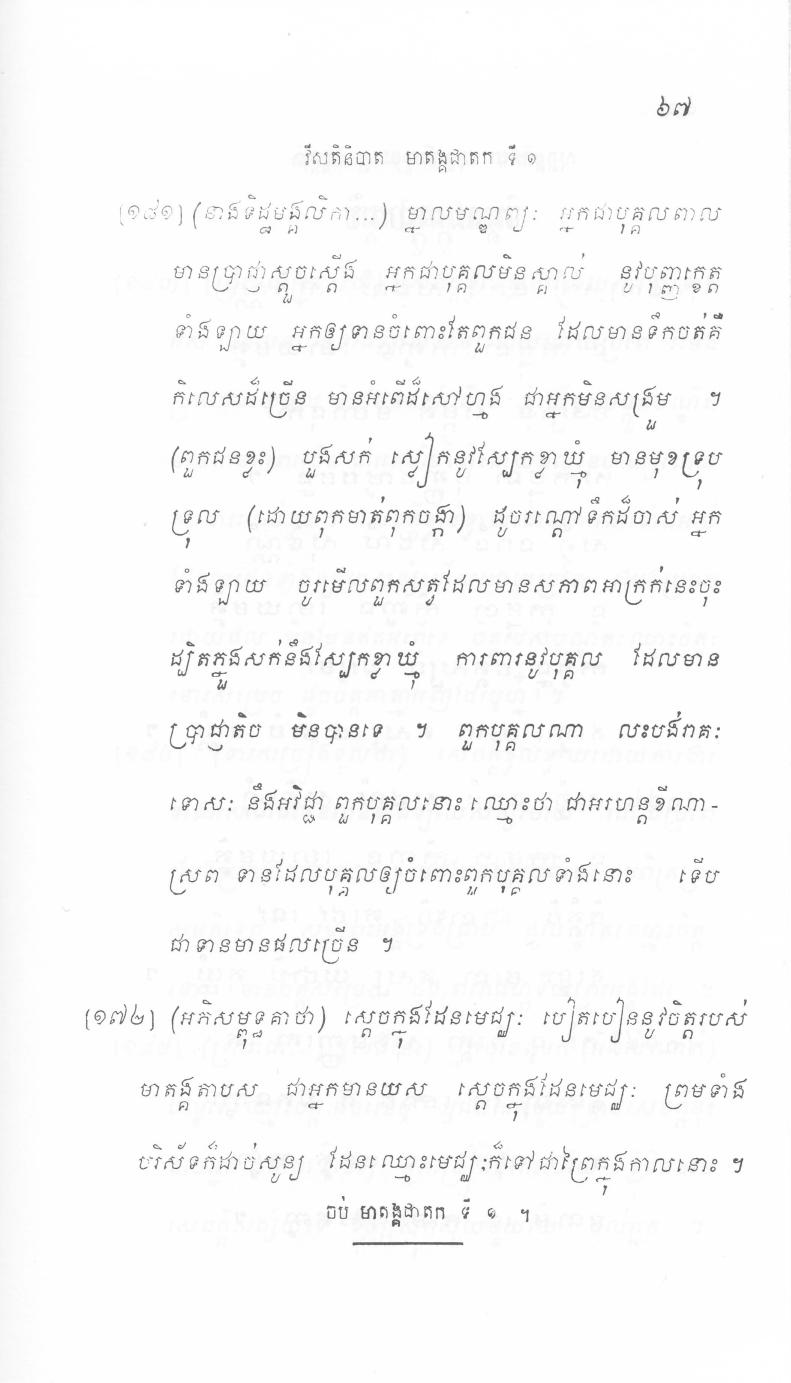 ៦៧
វីសតិនិបាត មាតង្គជាតក ទី ១
[១៨១] (នាងទិដ្ឋមង្គលិកា...) ម្នាលមណ្ឌព្យៈ អ្នកជាបុគ្គលពាល
មានប្រាជ្ញាស្តួចស្តើង អ្នកជាបុគ្គលមិនស្គាល់ នូវបុញ្ញក្ខេត្ត
ទាំងឡាយ អ្នកឲ្យទានចំពោះតែពួកជន ដែលមានទឹកចត់គឺ
កិលេសដ៏ច្រើន មានអំពើដ៏សៅហ្មង ជាអ្នកមិនសង្រួម ។
(ពួកជនខ្លះ) បួងសក់ ស្លៀកនូវស្បែកខ្លាឃ្មុំ មានមុខទ្រុប
ទ្រុល (ដោយពុកមាត់ពុកចង្កា) ដូចរណ្តៅទឹកដ៏ចាស់ អ្នក
ទាំងឡាយ ចូរមើលពួកសត្វដែលមានសភាពអាក្រក់នេះចុះ
ដ្បិតភ្នួងសក់នឹងស្បែកខ្លាឃ្មុំ ការពារនូវបុគ្គល ដែលមាន
ប្រាជ្ញាតិច មិនបានទេ ។ ពួកបុគ្គលណា លះបង់រាគៈ
ទោសៈ នឹងអវិជ្ជា ពួកបុគ្គលនោះ ឈ្មោះថា ជាអរហន្តខីណា-
ស្រព ទានដែលបុគ្គលឲ្យចំពោះពួកបុគ្គលទាំងនោះ ទើប
ជាទានមានផលច្រើន ។
[១៧២] (អភិសម្ពុទ្ធគាថា) ស្តេចក្នុងដែនមេជ្ឈៈ បៀតបៀននូវចិត្តរបស់
មាតង្គតាបស ជាអ្នកមានយស ស្តេចក្នុងដែនមេជ្ឈៈ ព្រមទាំង
បរិស័ទក៏ដាច់សូន្យ ដែនឈ្មោះមេជ្ឈៈក៏ទៅជាព្រៃក្នុងកាលនោះ ។
ចប់ មាតង្គជាតក ទី ១ ។